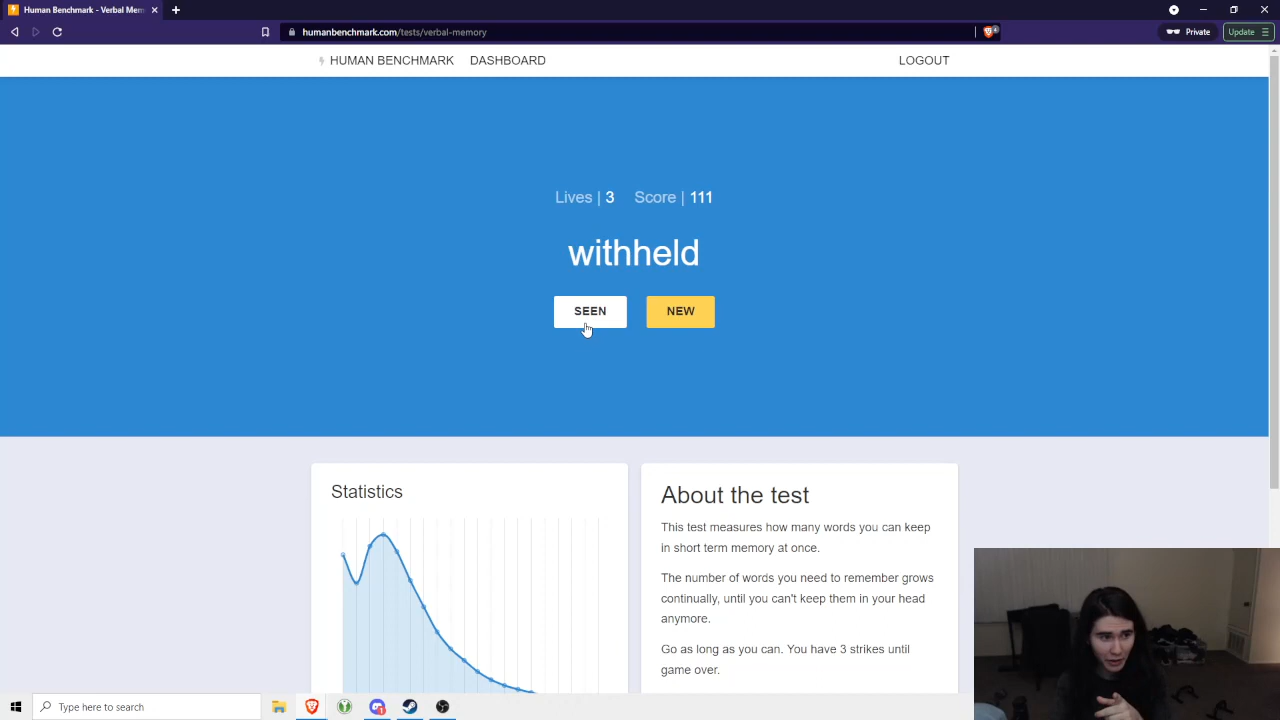 Human Benchmark - Verbal Mem
humanbenchmark.com/tests/verbal-memory
4
Private
Update
HUMAN BENCHMARK
DASHBOARD
LOGOUT
Lives | 3
Score | 111
withheld
SEEN
NEW
Statistics
About the test
This test measures how many words you can keep
in short term memory at once.
The number of words you need to remember grows
continually, until you can't keep them in your head
anymore.
Go as long as you can. You have 3 strikes until
game over.
Type here to search